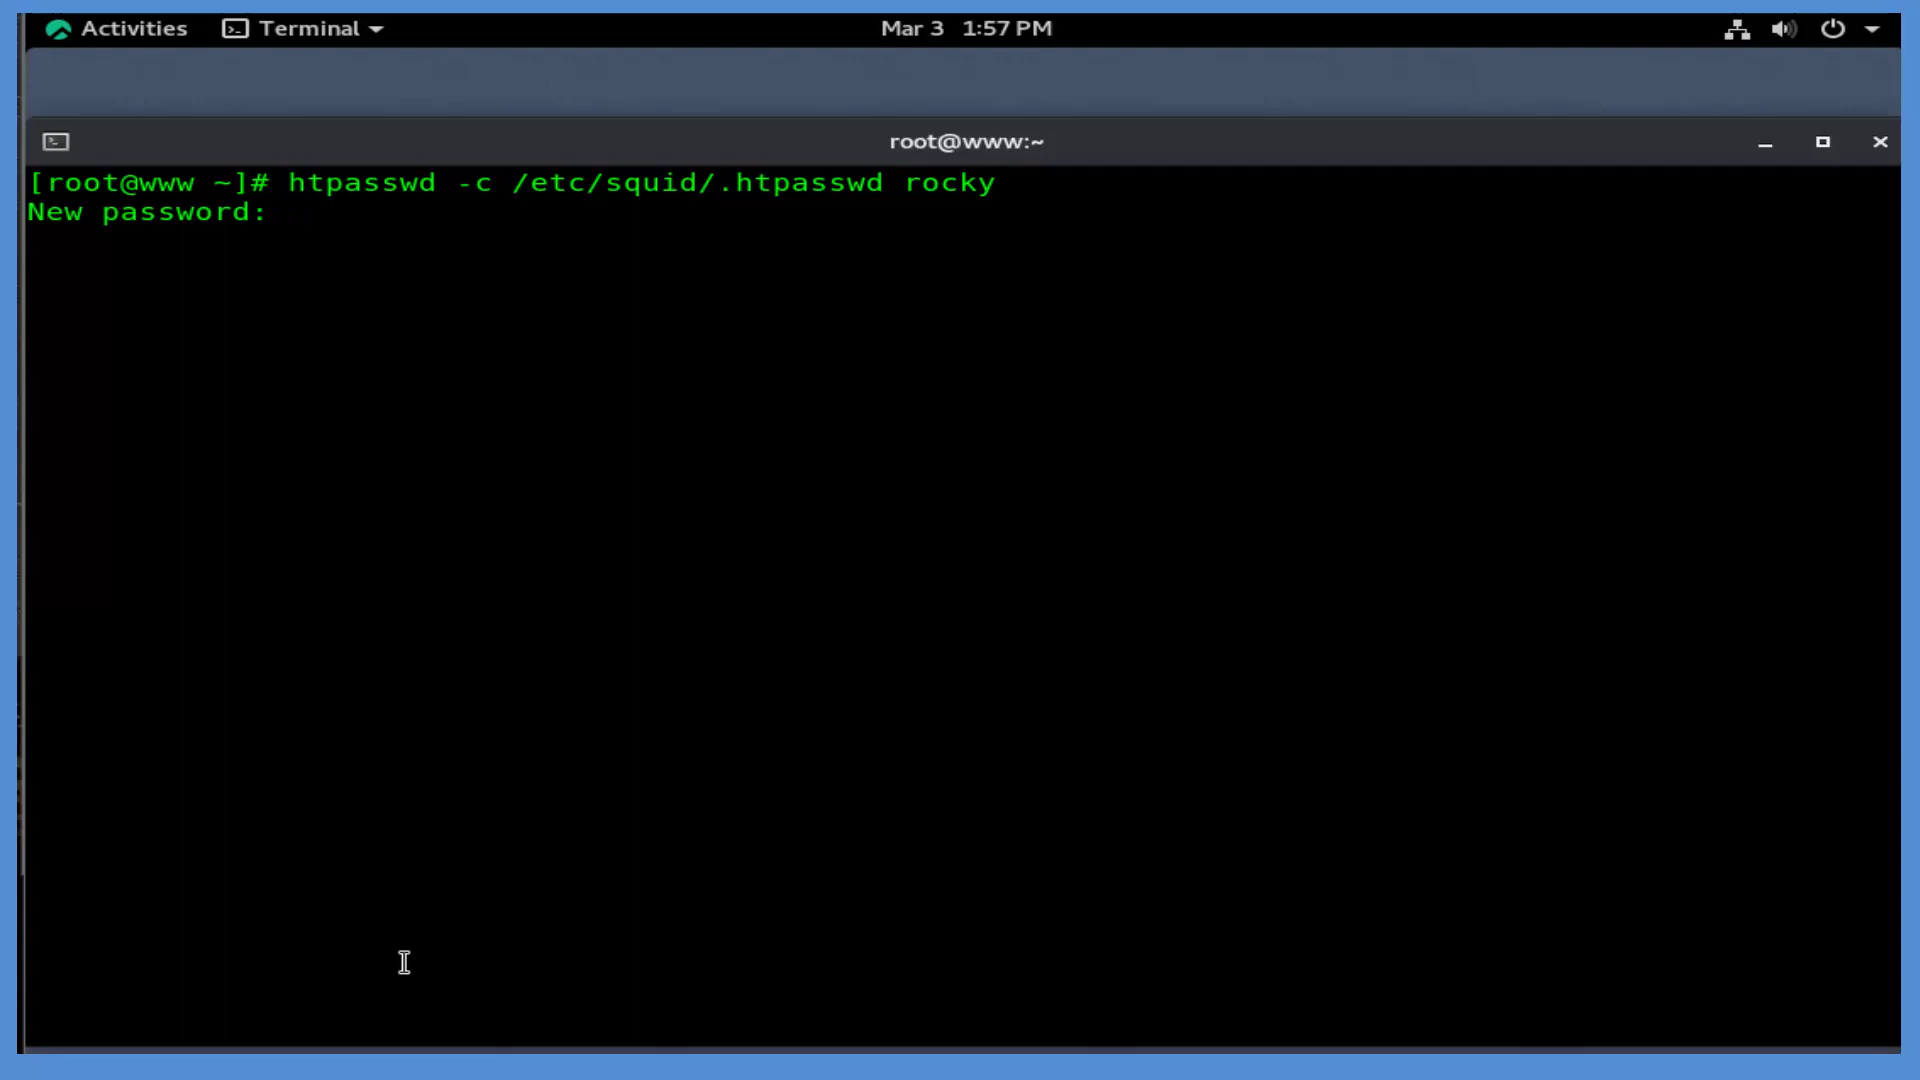 Activities Terminal Mar 3 1:57 PM
root@www:~
[root@www ~]# htpasswd -c /etc/squid/.htpasswd rocky
New password: